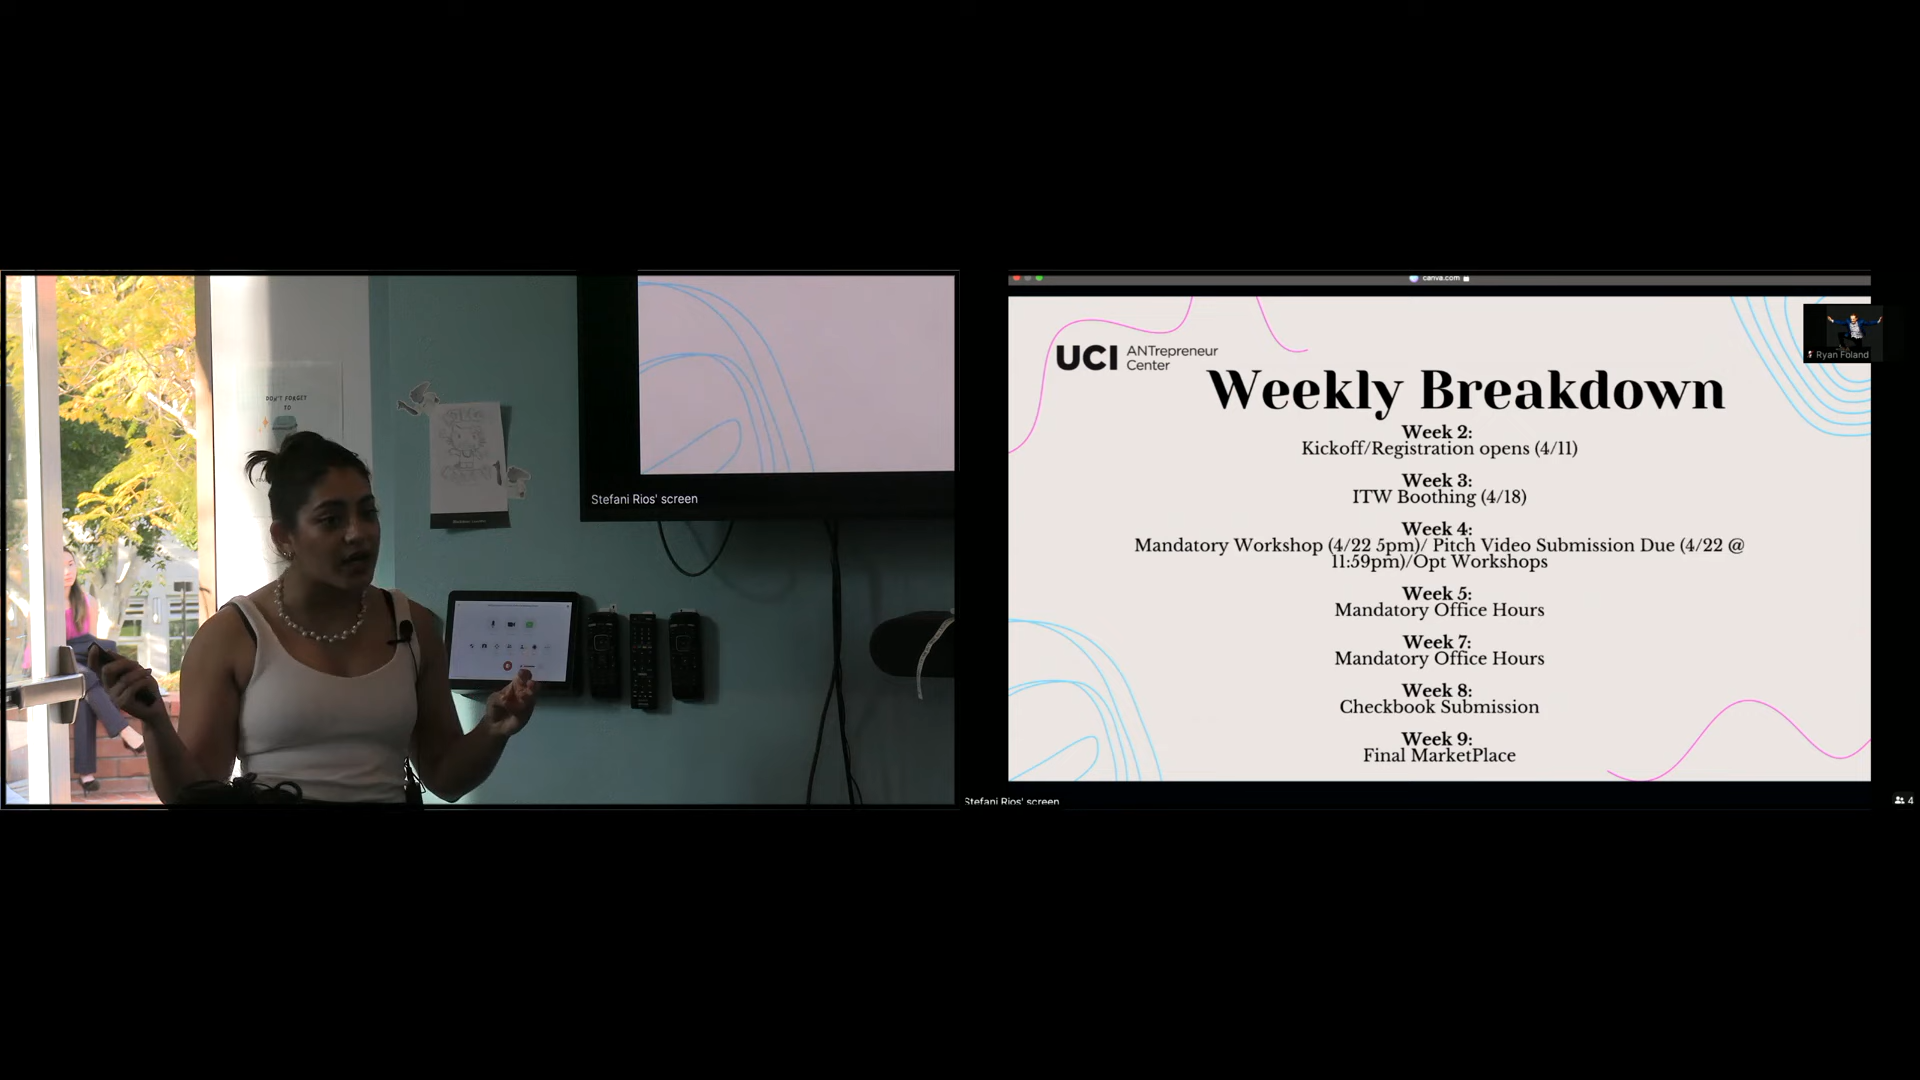 DON'T FORGET
TO
Stefani Rios' screen
canva.com
UCI ANTrepreneur
Center
Weekly Breakdown
Week 2:
Kickoff/Registration opens (4/11)
Week 3:
ITW Boothing (4/18)
Week 4:
Mandatory Workshop (4/22 5pm)/ Pitch Video Submission Due (4/22 @
11:59pm)/Opt Workshops
Week 5:
Mandatory Office Hours
Week 7:
Mandatory Office Hours
Week 8:
Checkbook Submission
Week 9:
Final MarketPlace
Ryan Foland
Stefani Rios' screen
4